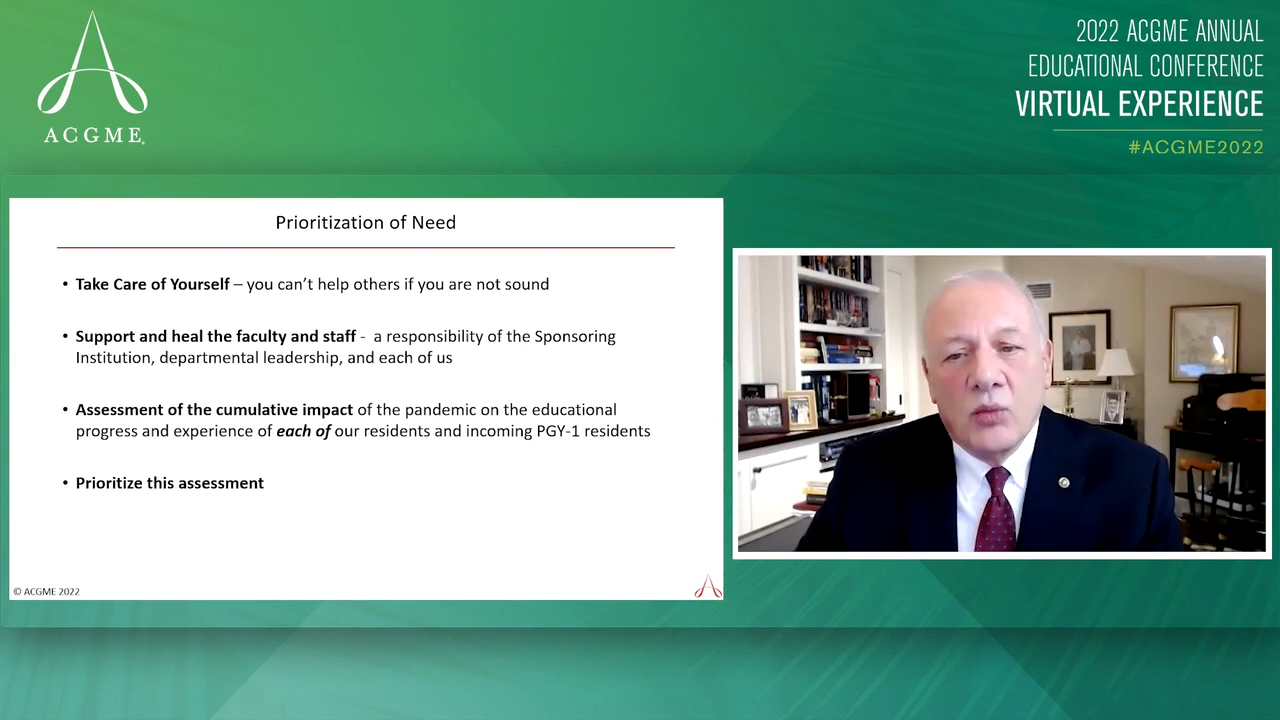 ACGME
2022 ACGME ANNUAL
EDUCATIONAL CONFERENCE
VIRTUAL EXPERIENCE
#ACGME2022
Prioritization of Need
• Take Care of Yourself – you can’t help others if you are not sound
• Support and heal the faculty and staff - a responsibility of the Sponsoring
Institution, departmental leadership, and each of us
• Assessment of the cumulative impact of the pandemic on the educational
progress and experience of each of our residents and incoming PGY-1 residents
• Prioritize this assessment
© ACGME 2022